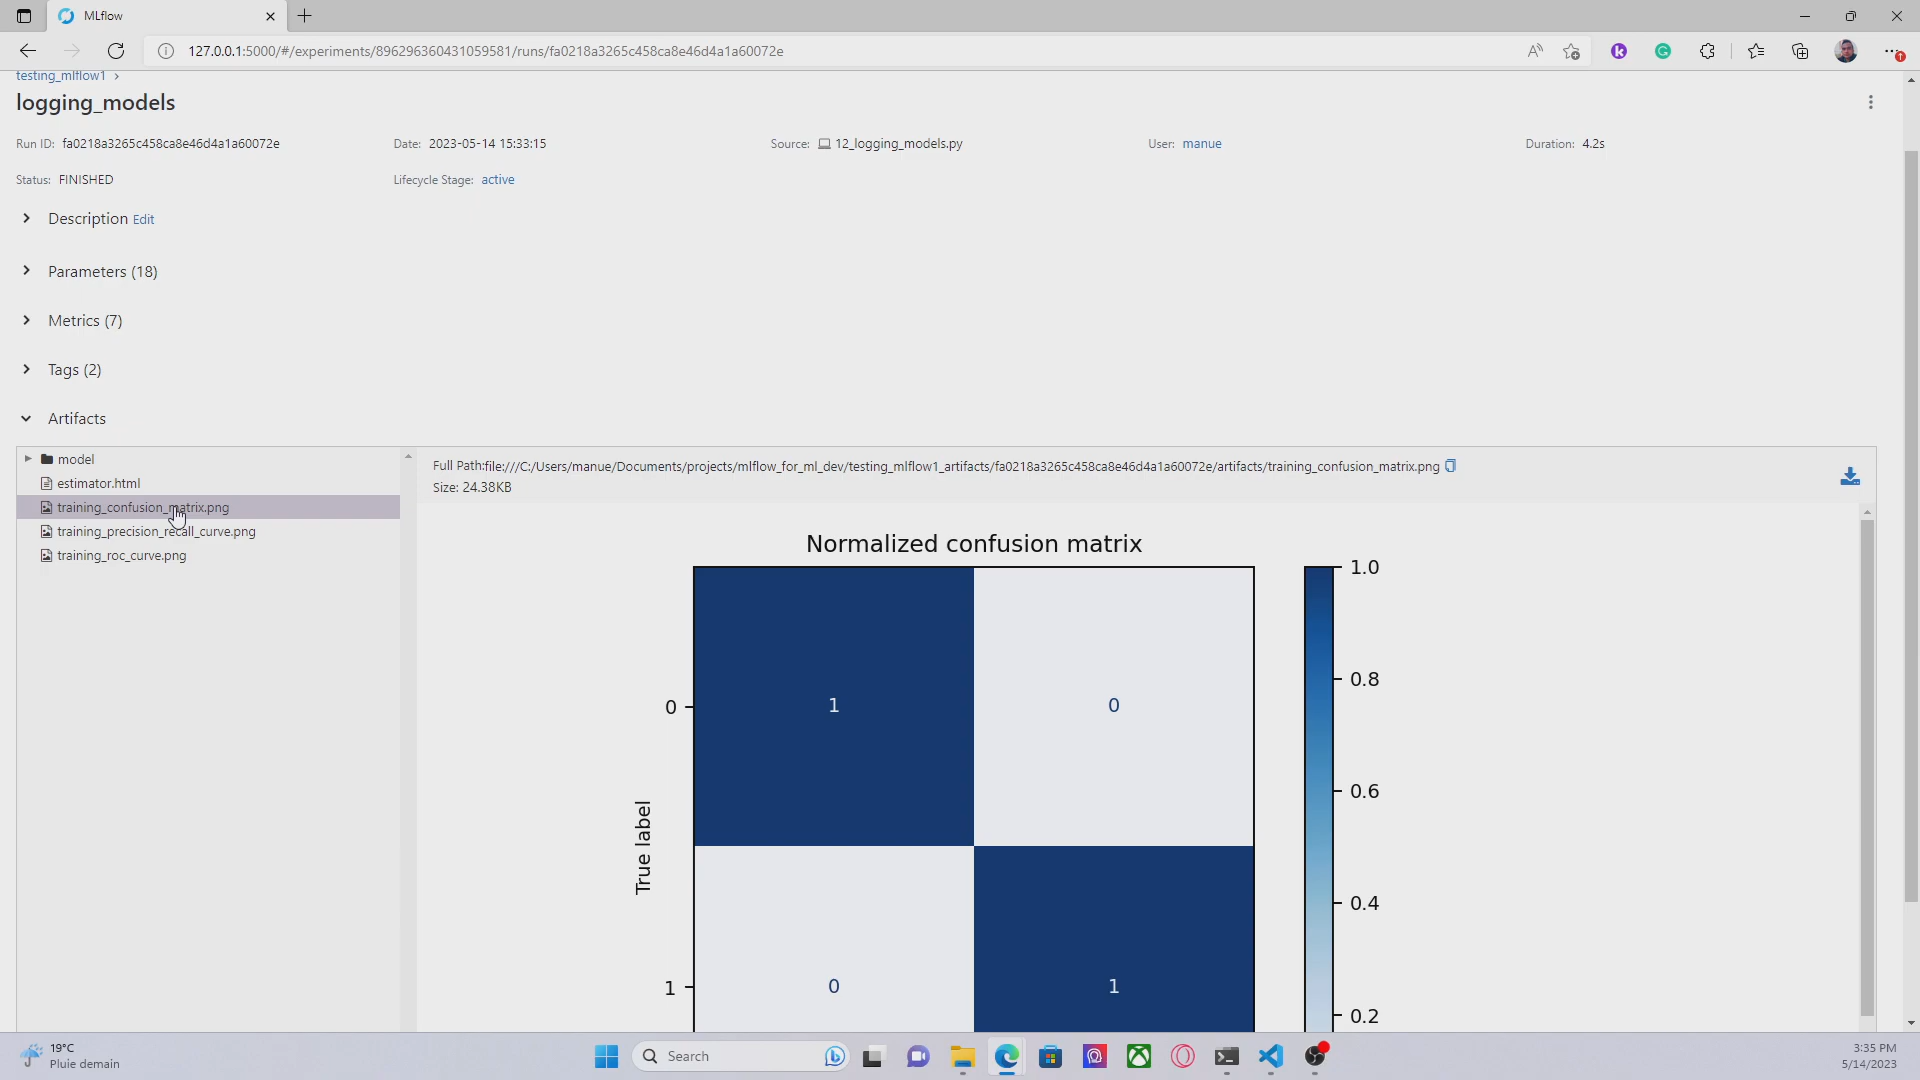 MLflow
127.0.0.1:5000/#/experiments/896296360431059581/runs/fa0218a3265c458ca8e46d4a1a60072e
testing_mlflow1
logging_models
Run ID: fa0218a3265c458ca8e46d4a1a60072e
Date: 2023-05-14 15:33:15
Source: 12_logging_models.py
User: manue
Duration: 4.2s
Status: FINISHED
Lifecycle Stage: active
Description Edit
Parameters (18)
Metrics (7)
Tags (2)
Artifacts
model
estimator.html
training_confusion_matrix.png
training_precision_recall_curve.png
training_roc_curve.png
Full Path:file:///C:/Users/manue/Documents/projects/mlflow_for_ml_dev/testing_mlflow1_artifacts/fa0218a3265c458ca8e46d4a1a60072e/artifacts/training_confusion_matrix.png
Size: 24.38KB
Normalized confusion matrix
True label
0
1
1
0
0
1
1.0
0.8
0.6
0.4
0.2
19°C
Pluie demain
Search
3:35 PM
5/14/2023